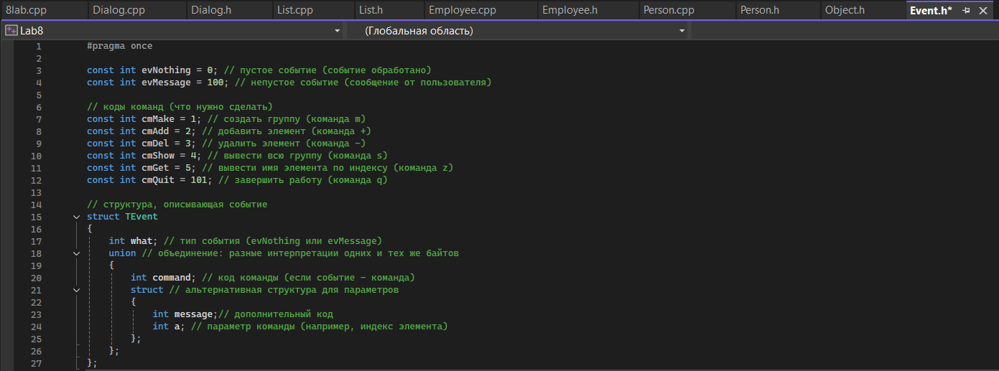 8lab.cpp Dialog.cpp Dialog.h List.cpp List.h Employee.cpp Employee.h Person.cpp Person.h Object.h Event.h*
Lab8 (Глобальная область)
1 #pragma once
2
3 const int evNothing = 0; // пустое событие (событие обработано)
4 const int evMessage = 100; // непустое событие (сообщение от пользователя)
5
6 // коды команд (что нужно сделать)
7 const int cmMake = 1; // создать группу (команда m)
8 const int cmAdd = 2; // добавить элемент (команда +)
9 const int cmDel = 3; // удалить элемент (команда -)
10 const int cmShow = 4; // вывести всю группу (команда s)
11 const int cmGet = 5; // вывести имя элемента по индексу (команда z)
12 const int cmQuit = 101; // завершить работу (команда q)
13
14 // структура, описывающая событие
15 struct TEvent
16 {
17 int what; // тип события (evNothing или evMessage)
18 union // объединение: разные интерпретации одних и тех же байтов
19 {
20 int command; // код команды (если событие - команда)
21 struct // альтернативная структура для параметров
22 {
23 int message;// дополнительный код
24 int a; // параметр команды (например, индекс элемента)
25 };
26 };
27 };